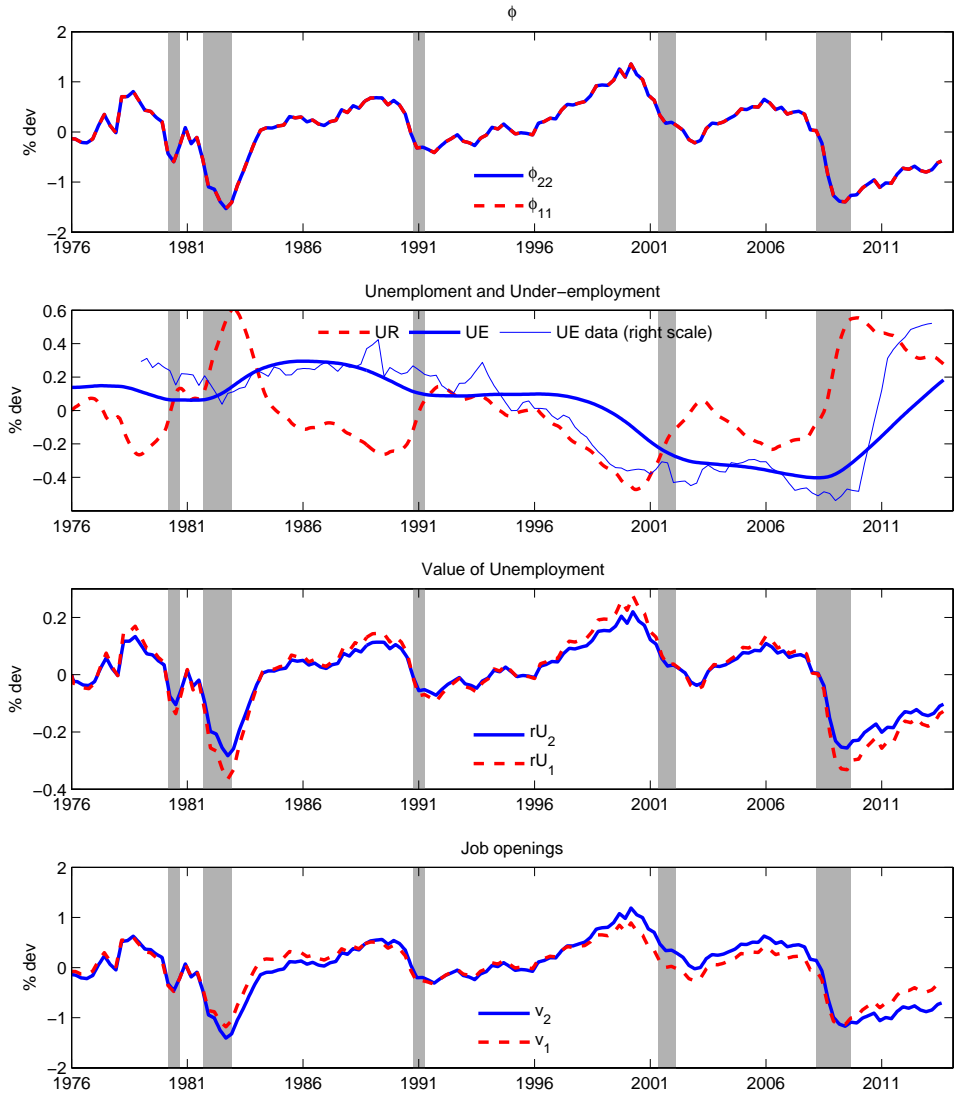 ϕ
2
1
0
−1
−2
% dev
ϕ22
ϕ11
1976 1981 1986 1991 1996 2001 2006 2011
Unemploment and Under−employment
0.6
0.4
0.2
0
−0.2
−0.4
% dev
UR UE UE data (right scale)
1976 1981 1986 1991 1996 2001 2006 2011
Value of Unemployment
0.2
0
−0.2
−0.4
% dev
rU2
rU1
1976 1981 1986 1991 1996 2001 2006 2011
Job openings
2
1
0
−1
−2
% dev
v2
v1
1976 1981 1986 1991 1996 2001 2006 2011